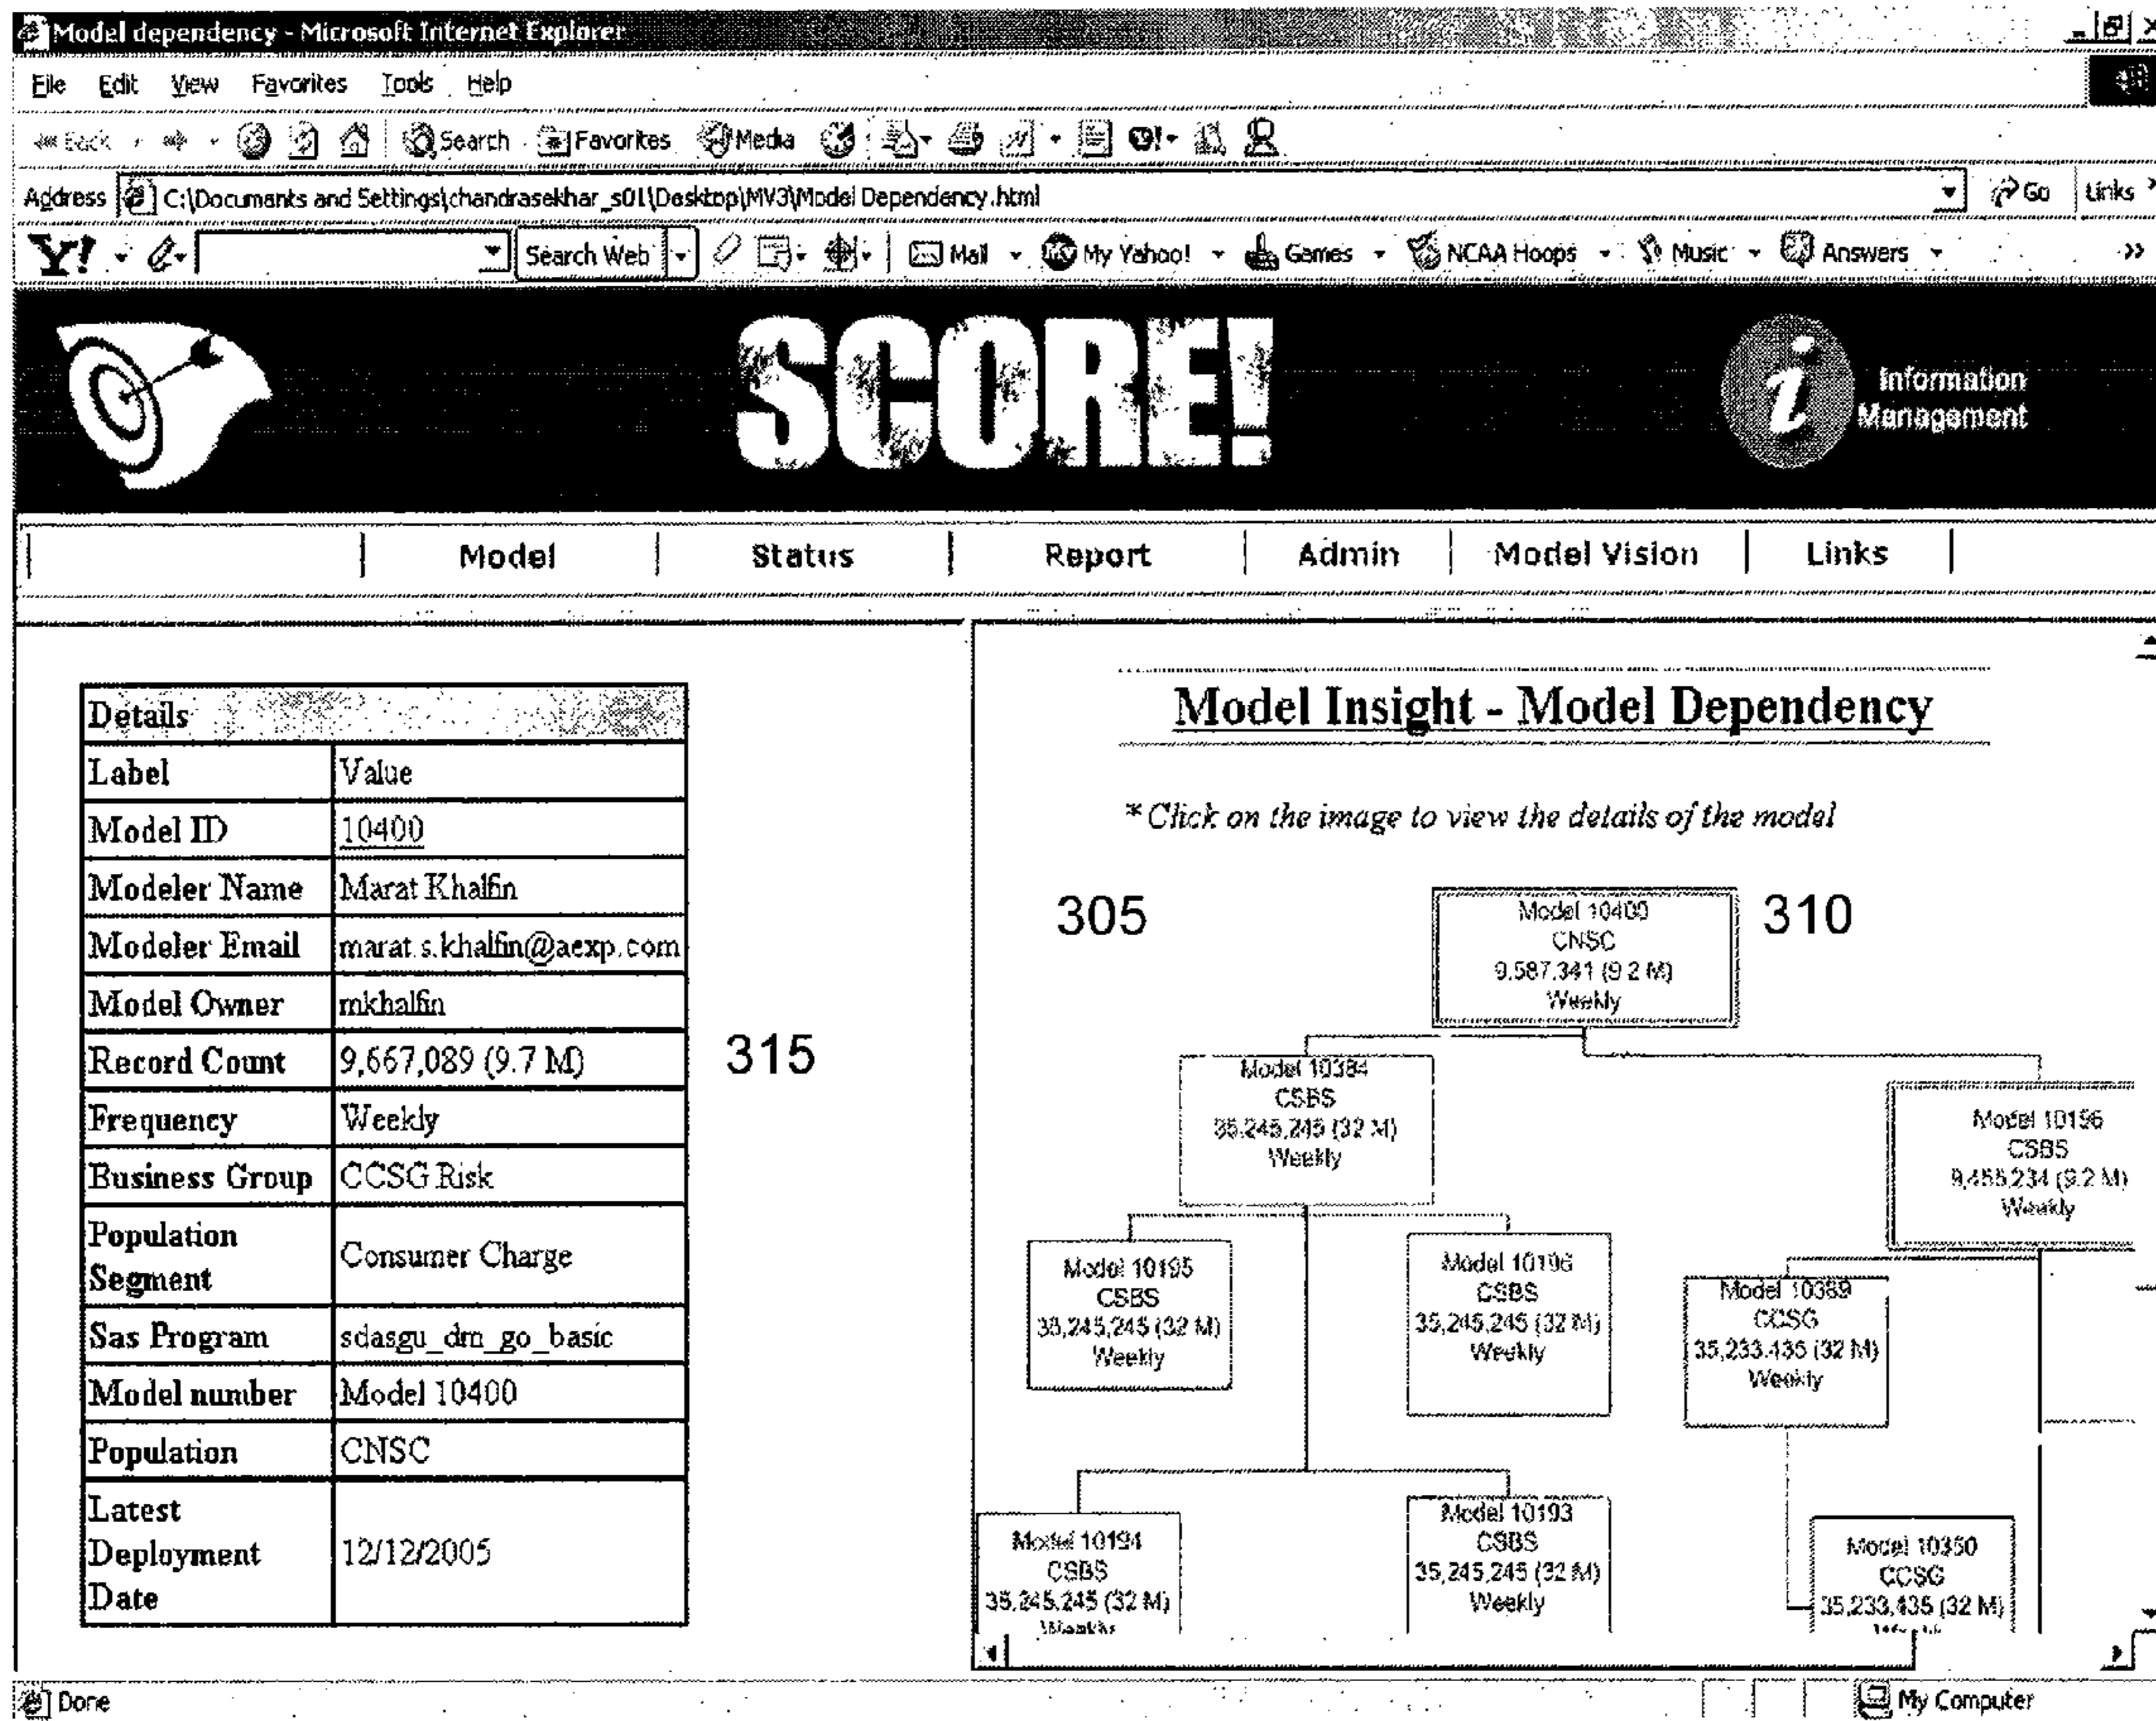 Model dependency - Microsoft Internet Explorer
File Edit View Favorites Tools Help
Back Search Favorites Media
Address C:\Documants and Settings\chandrasekhar_s01\Desktop\MV3\Model Dependency.html Go Links »
Y! Search Web Mail My Yahoo! Games NCAA Hoops Music Answers »
SCORE!
i Information
Management
Model Status Report Admin Model Vision Links
Details
Label Value
Model ID 10400
Modeler Name Marat Khalfin
Modeler Email marat.s.khalfin@aexp.com
Model Owner mkhalfin
Record Count 9,667,089 (9.7 M)
Frequency Weekly
Business Group CCSG Risk
Population
Segment Consumer Charge
Sas Program sdasgu_dm_go_basic
Model number Model 10400
Population CNSC
Latest
Deployment
Date 12/12/2005
315
Model Insight - Model Dependency
* Click on the image to view the details of the model
305
310
Model 10400
CNSC
9,587,341 (9.2 M)
Weekly
Model 10384
CSBS
35,245,245 (32 M)
Weekly
Model 10156
CSBS
9,455,234 (9.2 M)
Weekly
Model 10195
CSBS
35,245,245 (32 M)
Weekly
Model 10196
CSBS
35,245,245 (32 M)
Weekly
Model 10389
CCSG
35,233,435 (32 M)
Weekly
Model 10194
CSBS
35,245,245 (32 M)
Weekly
Model 10193
CSBS
35,245,245 (32 M)
Weekly
Model 10350
CCSG
35,233,435 (32 M)
Done
My Computer